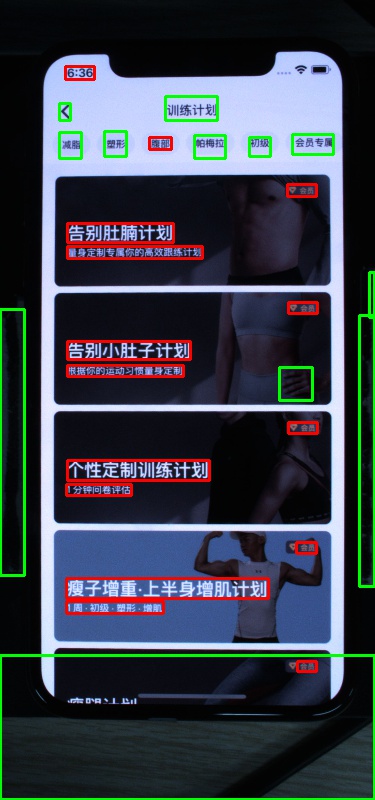 6:36
训练计划
减脂 塑形 腹部 帕梅拉 初级 会员专属
会员
告别肚腩计划
量身定制专属你的高效跟练计划
会员
告别小肚子计划
根据你的运动习惯量身定制
会员
个性定制训练计划
1分钟问卷评估
会员
瘦子增重·上半身增肌计划
1周 · 初级 · 塑形 · 增肌
会员
瘦腿计划